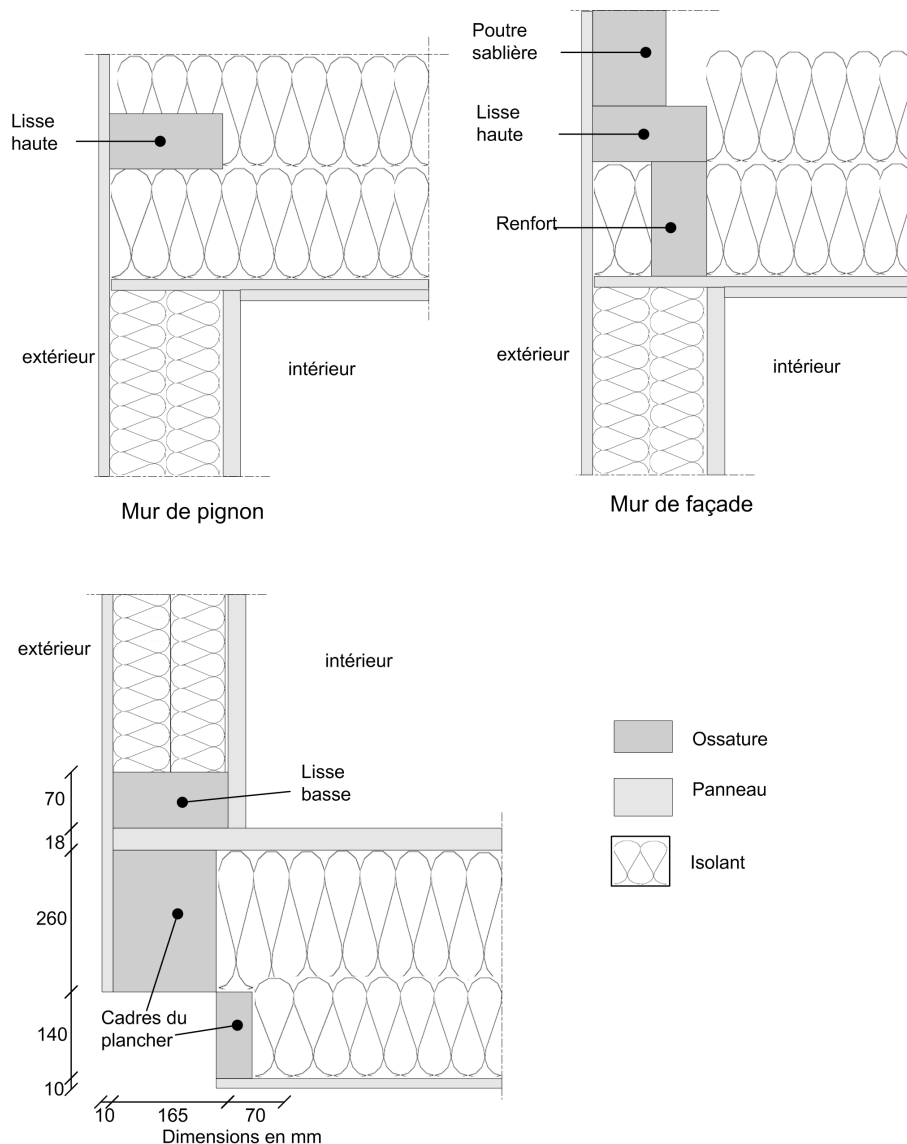 Lisse
haute
extérieur
intérieur
Mur de pignon
Poutre
sablière
Lisse
haute
Renfort
extérieur
intérieur
Mur de façade
extérieur
intérieur
Lisse
basse
70
18
260
140
10
Cadres du
plancher
10 165 70
Dimensions en mm
Ossature
Panneau
Isolant